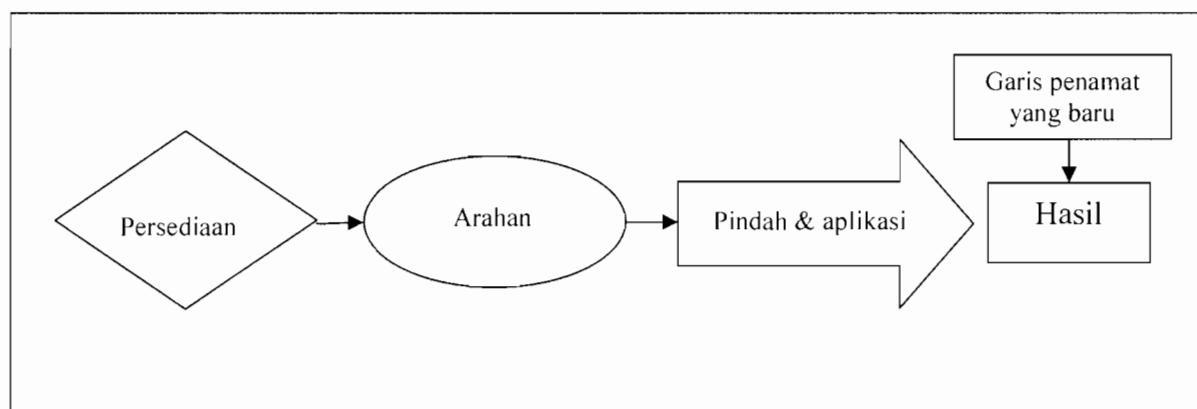 Persediaan
Arahan
Pindah & aplikasi
Garis penamat
yang baru
Hasil